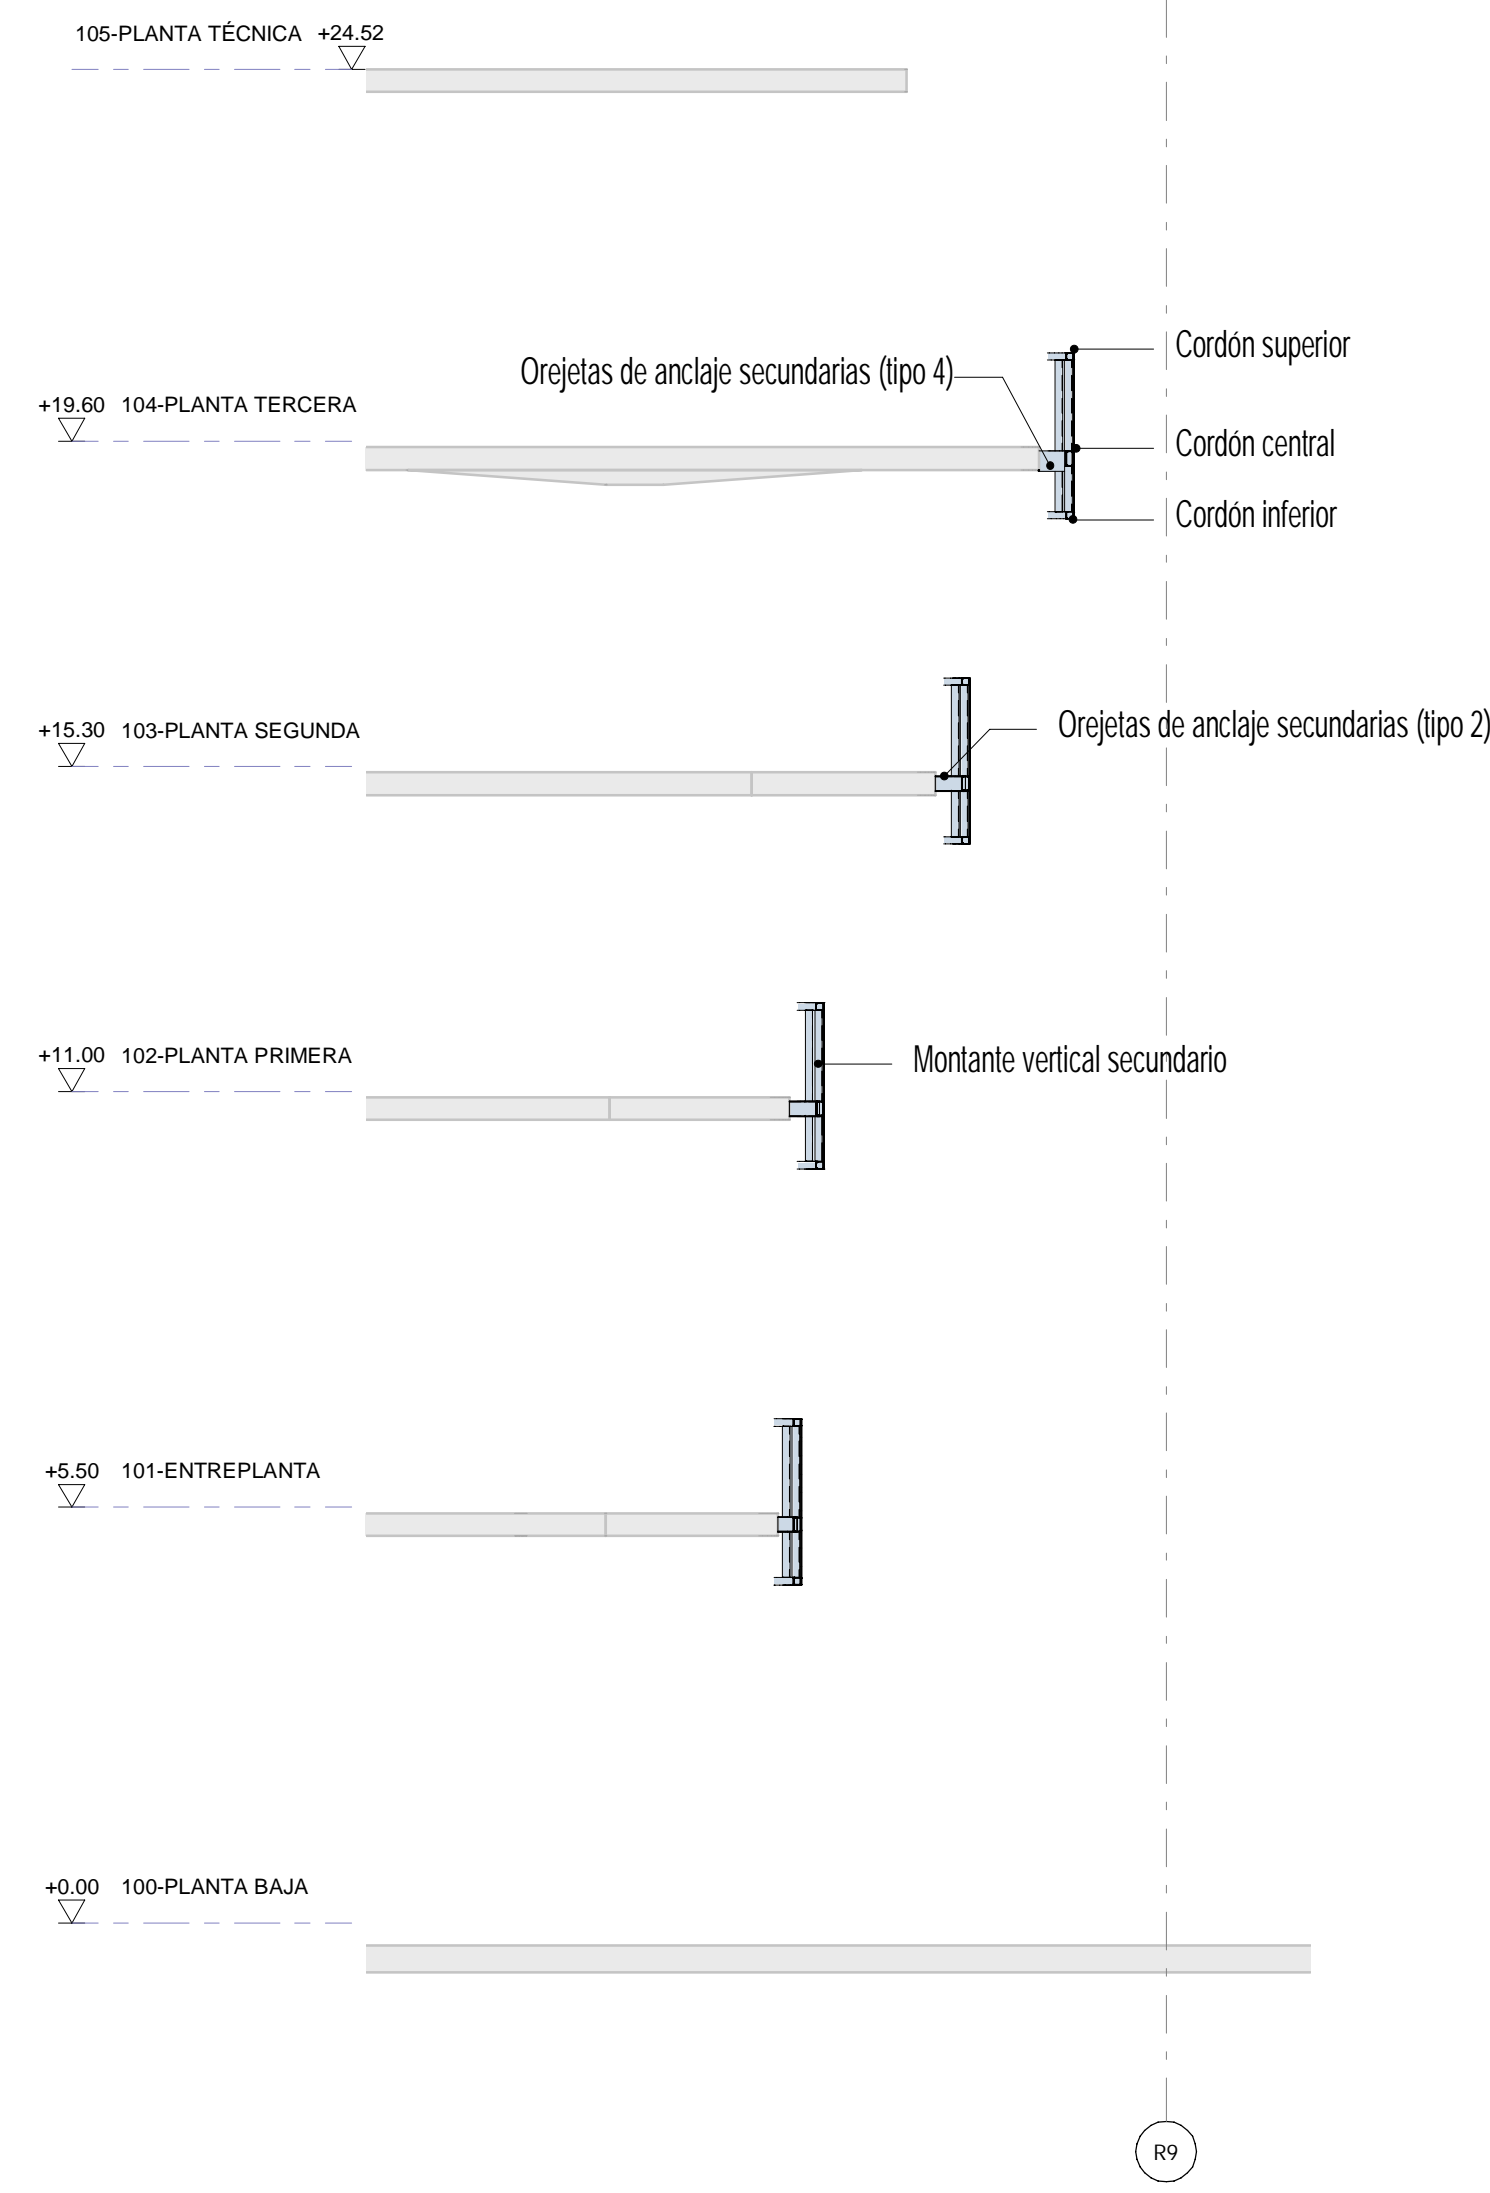 105-PLANTA TÉCNICA +24.52
Cordón superior
Orejetas de anclaje secundarias (tipo 4)
+19.60 104-PLANTA TERCERA
Cordón central
Cordón inferior
+15.30 103-PLANTA SEGUNDA
Orejetas de anclaje secundarias (tipo 2)
+11.00 102-PLANTA PRIMERA
Montante vertical secundario
+5.50 101-ENTREPLANTA
+0.00 100-PLANTA BAJA
R9